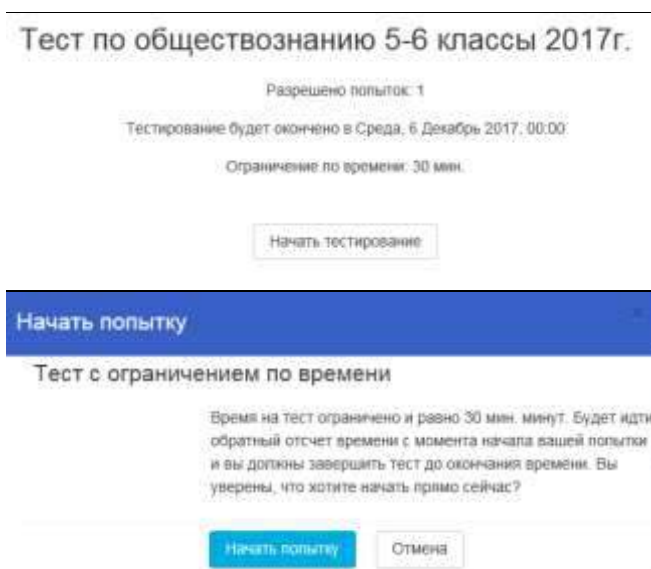 Тест по обществознанию 5-6 классы 2017г.
Разрешено попыток: 1
Тестирование будет окончено в Среда, 6 Декабрь 2017, 00:00
Ограничение по времени: 30 мин.
Начать тестирование
Начать попытку
Тест с ограничением по времени
Время на тест ограничено и равно 30 мин. минут. Будет идти
обратный отсчет времени с момента начала вашей попытки
и вы должны завершить тест до окончания времени. Вы
уверены, что хотите начать прямо сейчас?
Начать попытку
Отмена